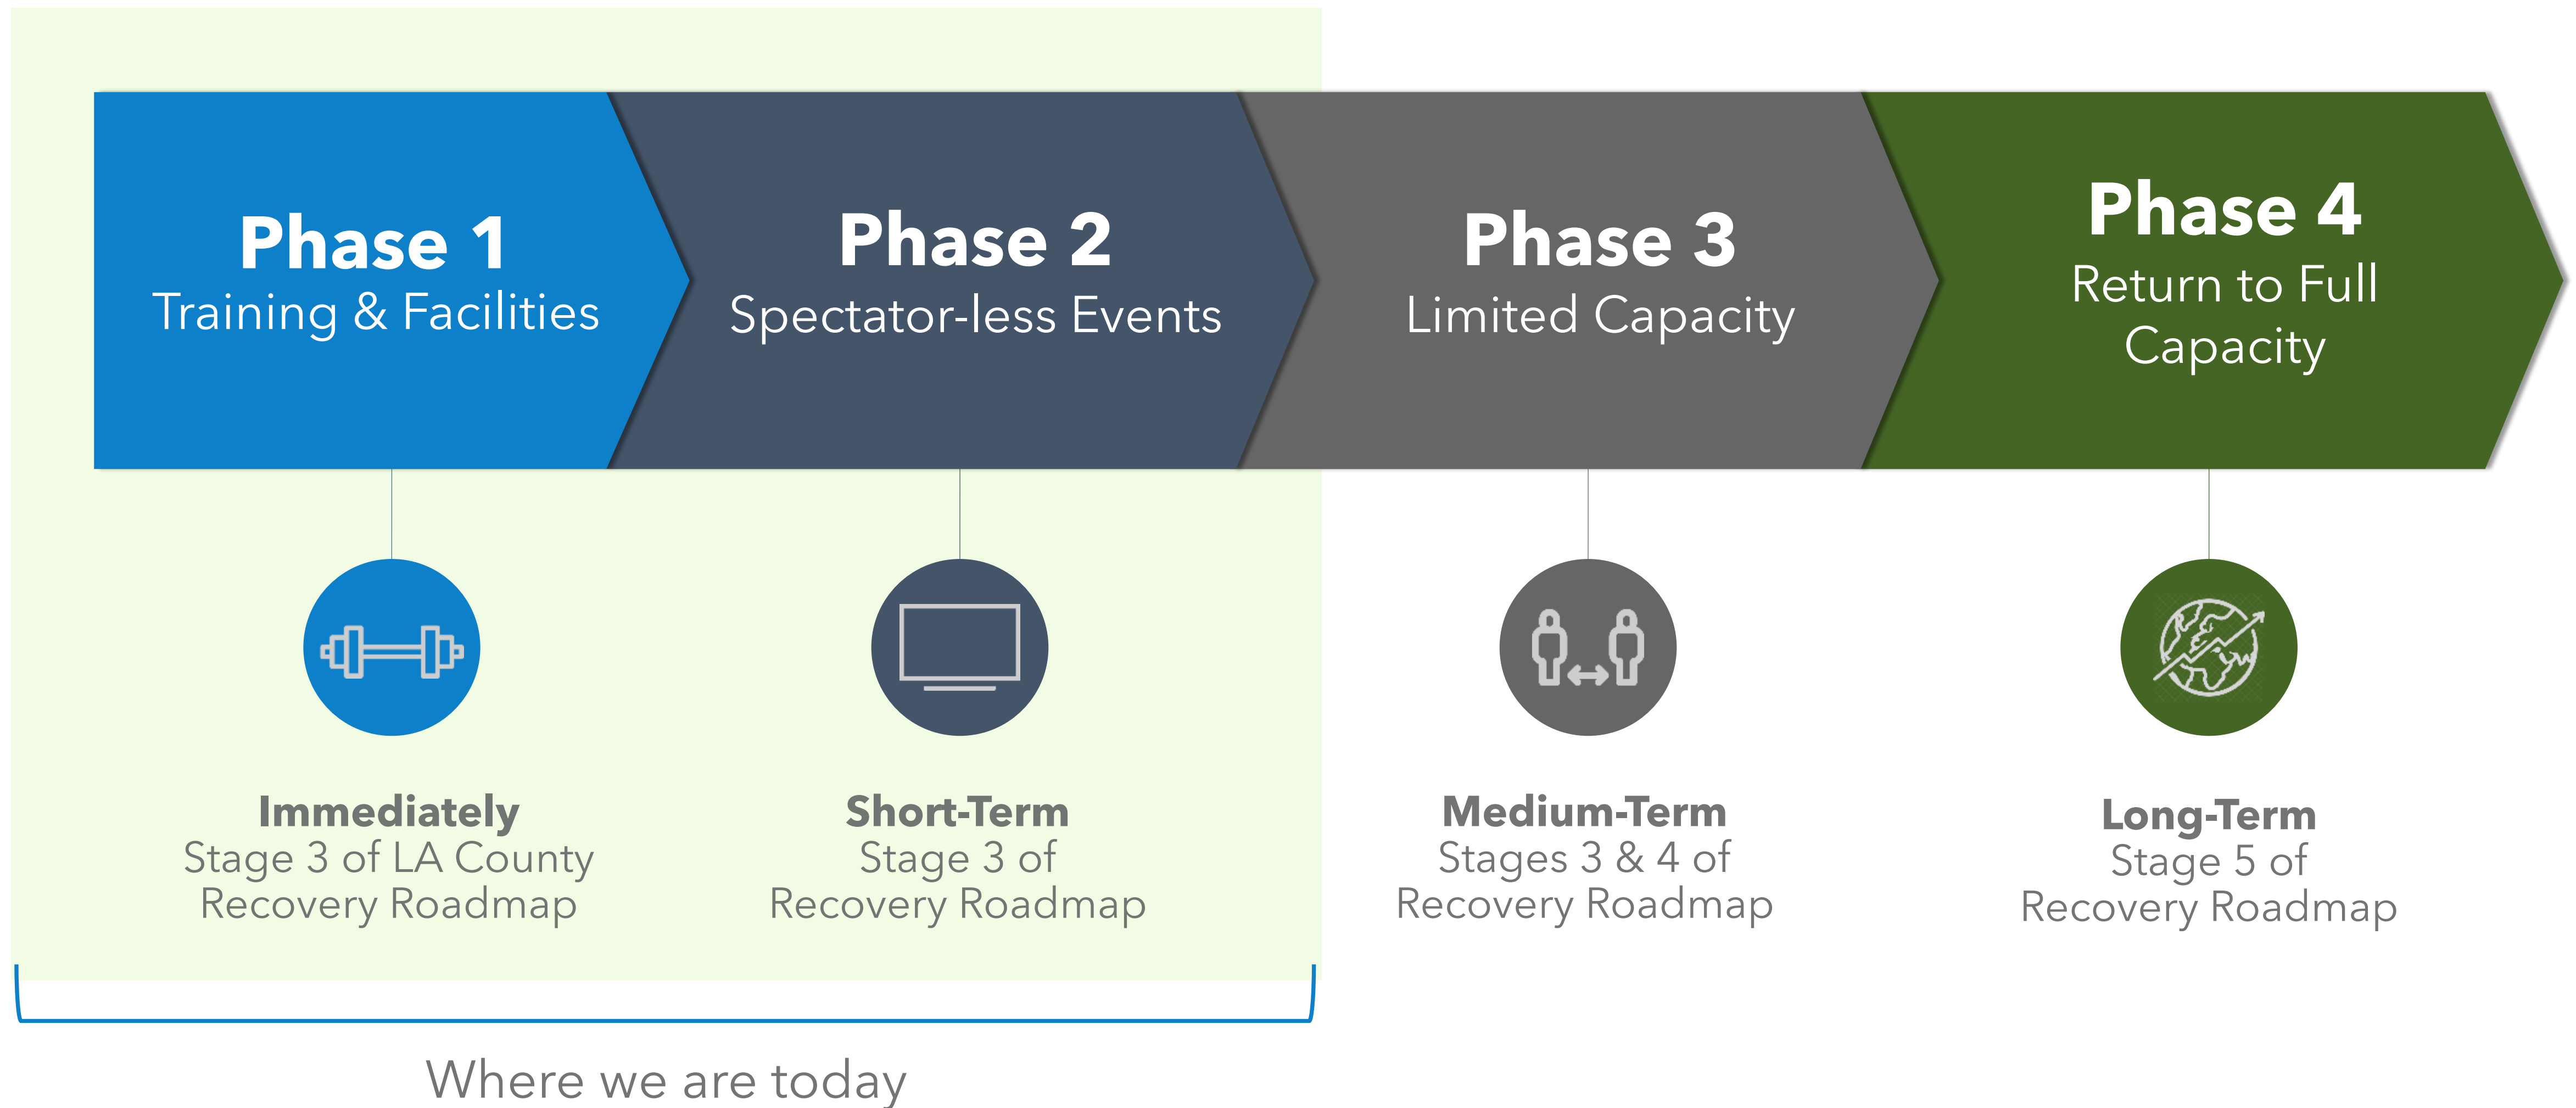 Phase 1
Training & Facilities
Phase 2
Spectator-less Events
Phase 3
Limited Capacity
Phase 4
Return to Full
Capacity
Immediately
Stage 3 of LA County
Recovery Roadmap
Short-Term
Stage 3 of
Recovery Roadmap
Medium-Term
Stages 3 & 4 of
Recovery Roadmap
Long-Term
Stage 5 of
Recovery Roadmap
Where we are today